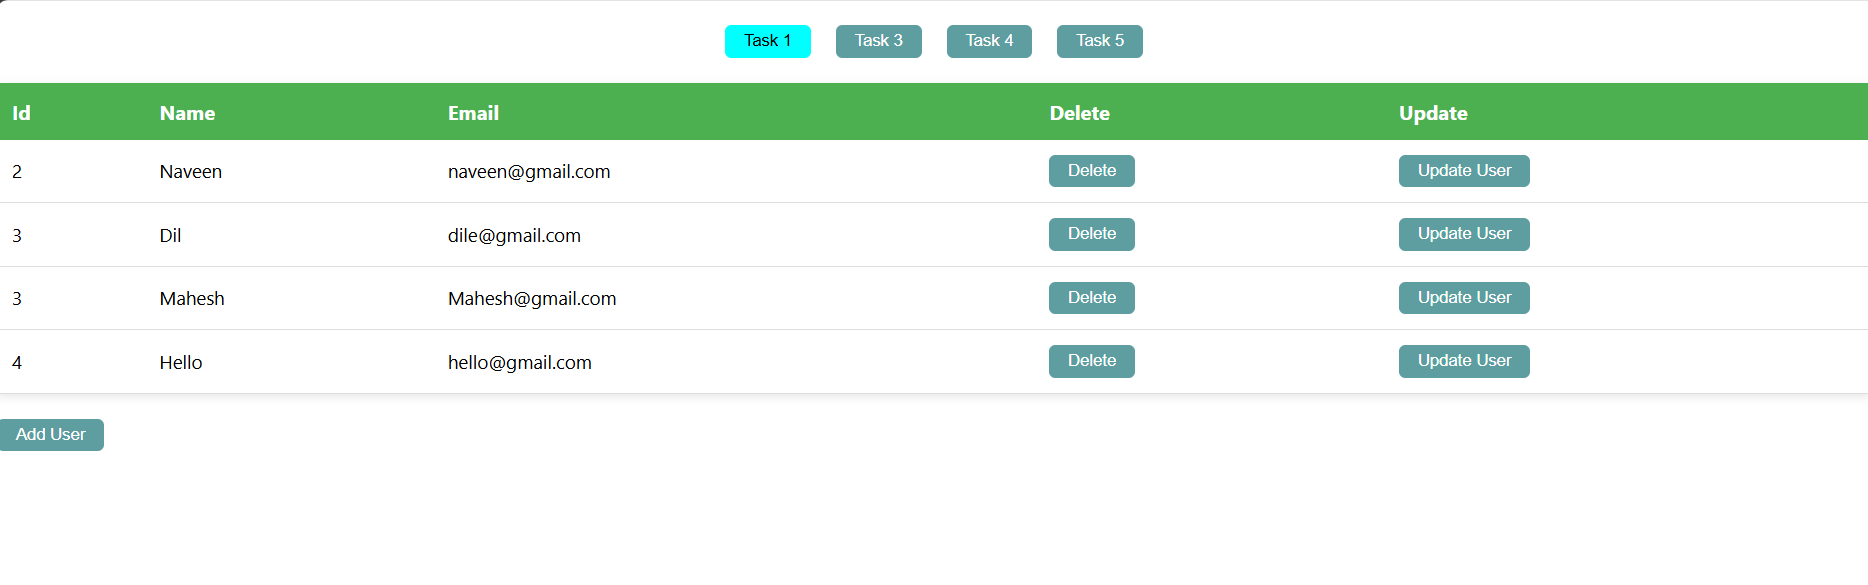 Task 1 Task 3 Task 4 Task 5
Id Name Email Delete Update
2 Naveen naveen@gmail.com Delete Update User
3 Dil dile@gmail.com Delete Update User
3 Mahesh Mahesh@gmail.com Delete Update User
4 Hello hello@gmail.com Delete Update User
Add User